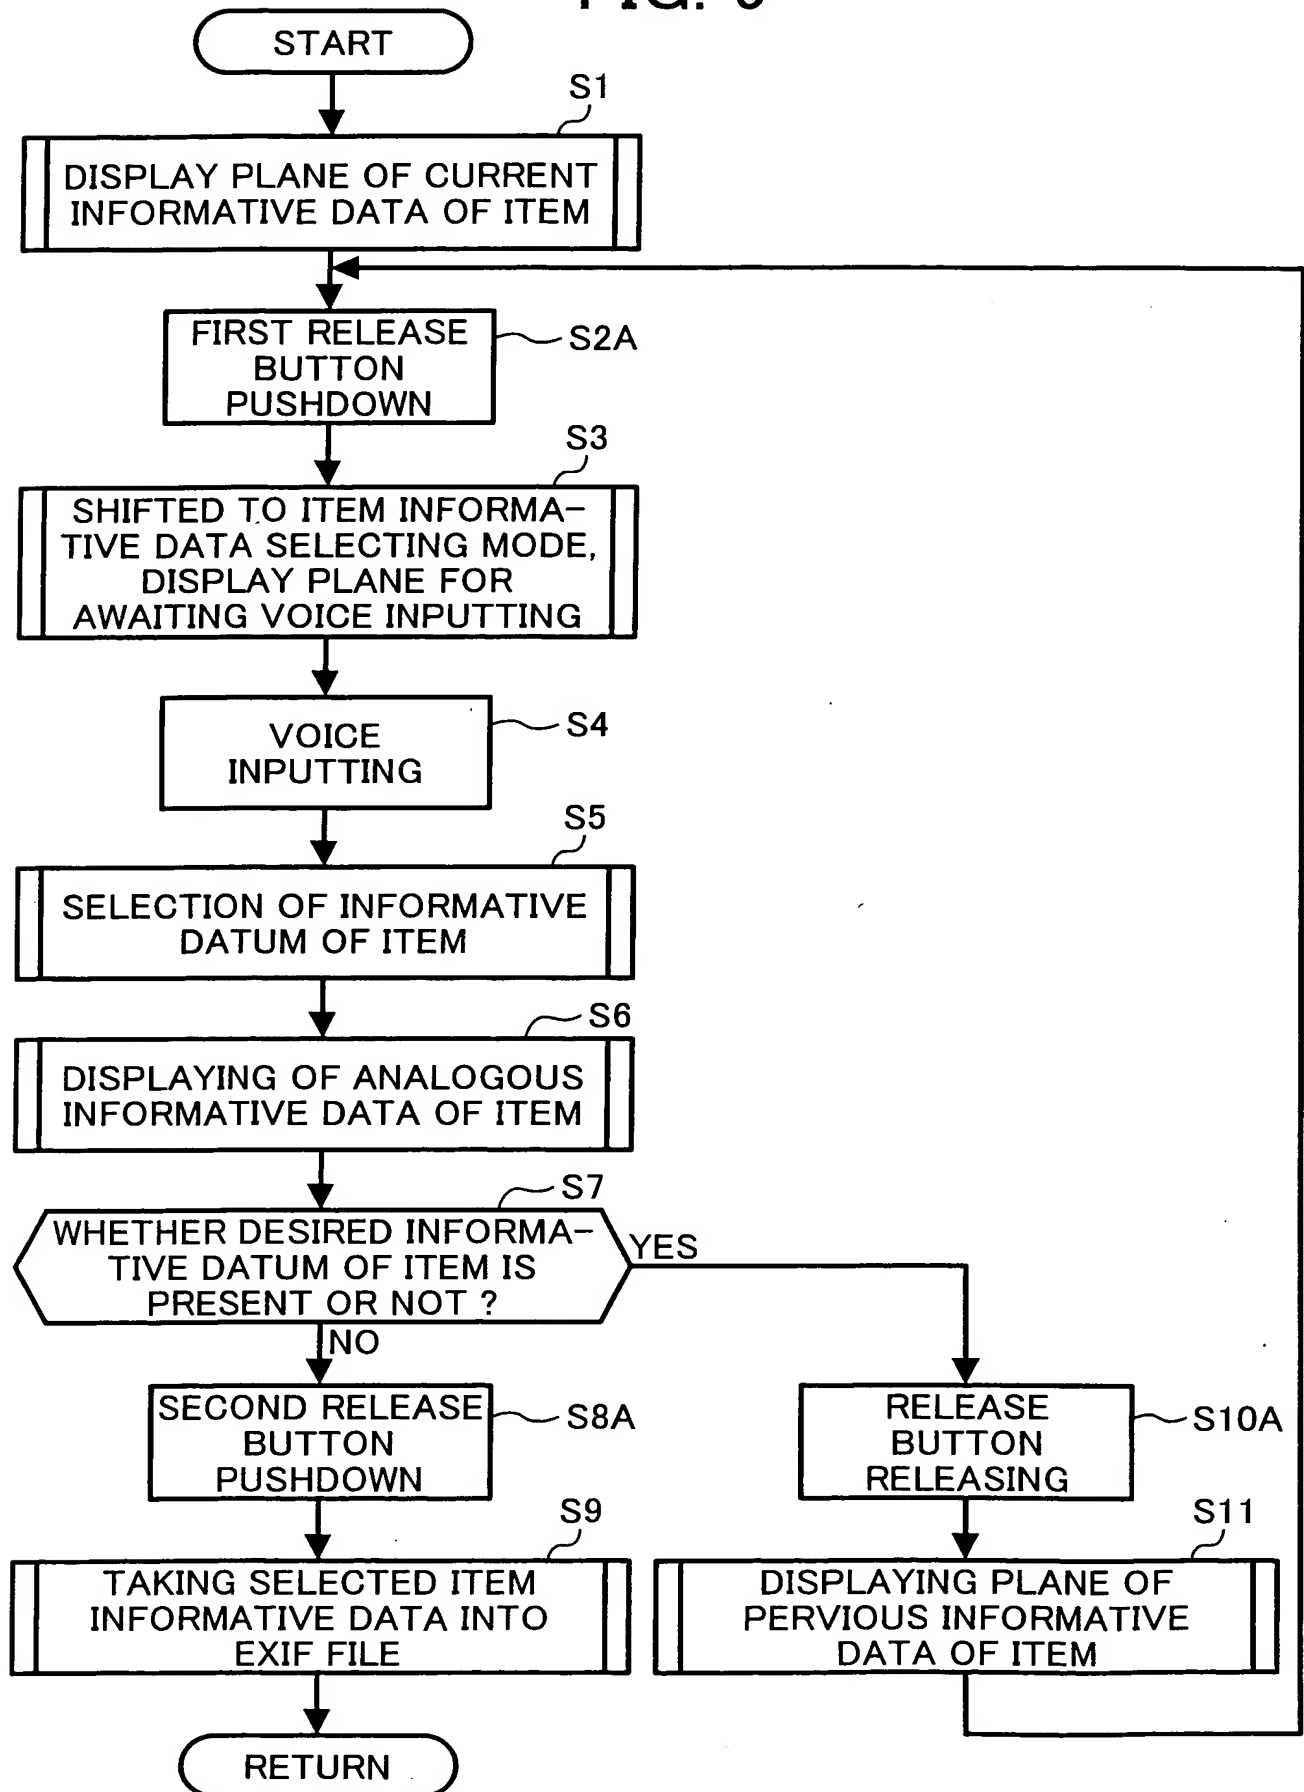 START
S1
DISPLAY PLANE OF CURRENT
INFORMATIVE DATA OF ITEM
FIRST RELEASE
BUTTON
PUSHDOWN
S2A
S3
SHIFTED TO ITEM INFORMA-
TIVE DATA SELECTING MODE,
DISPLAY PLANE FOR
AWAITING VOICE INPUTTING
VOICE
INPUTTING
S4
S5
SELECTION OF INFORMATIVE
DATUM OF ITEM
S6
DISPLAYING OF ANALOGOUS
INFORMATIVE DATA OF ITEM
S7
WHETHER DESIRED INFORMA-
TIVE DATUM OF ITEM IS
PRESENT OR NOT ?
YES
NO
SECOND RELEASE
BUTTON
PUSHDOWN
S8A
RELEASE
BUTTON
RELEASING
S10A
S9
TAKING SELECTED ITEM
INFORMATIVE DATA INTO
EXIF FILE
S11
DISPLAYING PLANE OF
PERVIOUS INFORMATIVE
DATA OF ITEM
RETURN